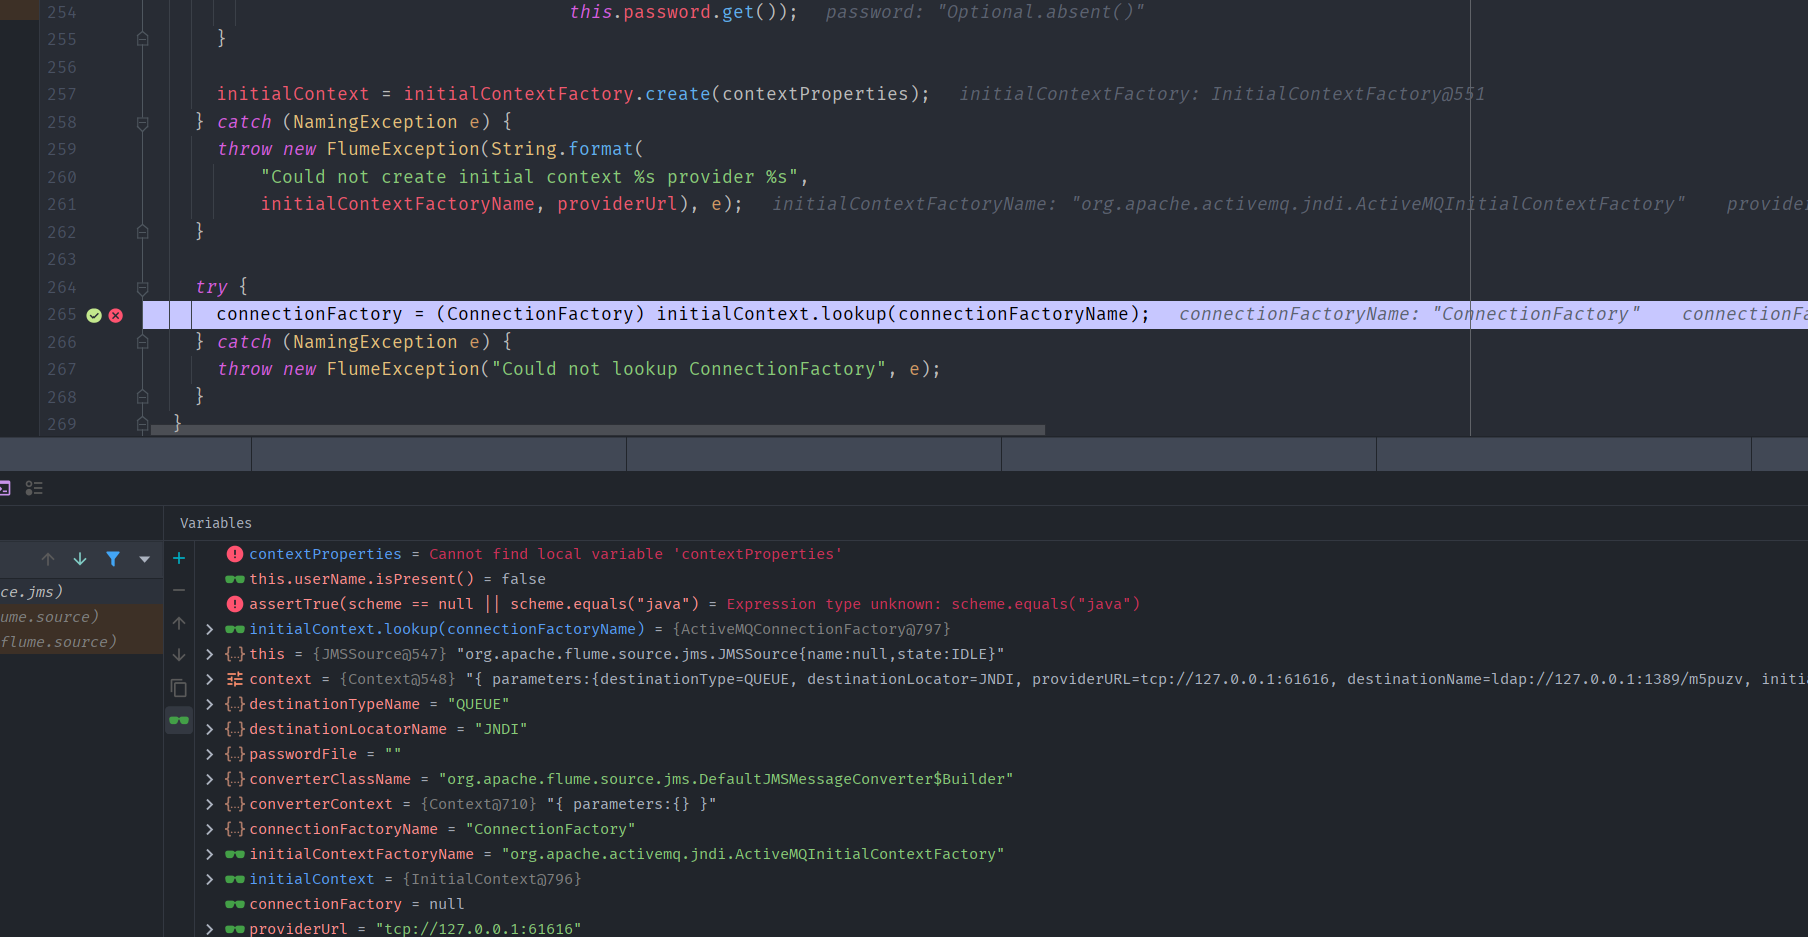 254 this.password.get()); password: "Optional.absent()"
255 }
256
257 initialContext = initialContextFactory.create(contextProperties); initialContextFactory: InitialContextFactory@551
258 } catch (NamingException e) {
259 throw new FlumeException(String.format(
260 "Could not create initial context %s provider %s",
261 initialContextFactoryName, providerUrl), e); initialContextFactoryName: "org.apache.activemq.jndi.ActiveMQInitialContextFactory" provider
262 }
263
264 try {
265 connectionFactory = (ConnectionFactory) initialContext.lookup(connectionFactoryName); connectionFactoryName: "ConnectionFactory" connectionFa
266 } catch (NamingException e) {
267 throw new FlumeException("Could not lookup ConnectionFactory", e);
268 }
269 }
Variables
ce.jms)
ume.source)
flume.source)
contextProperties = Cannot find local variable 'contextProperties'
this.userName.isPresent() = false
assertTrue(scheme == null || scheme.equals("java") = Expression type unknown: scheme.equals("java")
initialContext.lookup(connectionFactoryName) = {ActiveMQConnectionFactory@797}
this = {JMSSource@547} "org.apache.flume.source.jms.JMSSource{name:null,state:IDLE}"
context = {Context@548} "{ parameters:{destinationType=QUEUE, destinationLocator=JNDI, providerURL=tcp://127.0.0.1:61616, destinationName=ldap://127.0.0.1:1389/m5puzv, initia
destinationTypeName = "QUEUE"
destinationLocatorName = "JNDI"
passwordFile = ""
converterClassName = "org.apache.flume.source.jms.DefaultJMSMessageConverter$Builder"
converterContext = {Context@710} "{ parameters:{} }"
connectionFactoryName = "ConnectionFactory"
initialContextFactoryName = "org.apache.activemq.jndi.ActiveMQInitialContextFactory"
initialContext = {InitialContext@796}
connectionFactory = null
providerUrl = "tcp://127.0.0.1:61616"